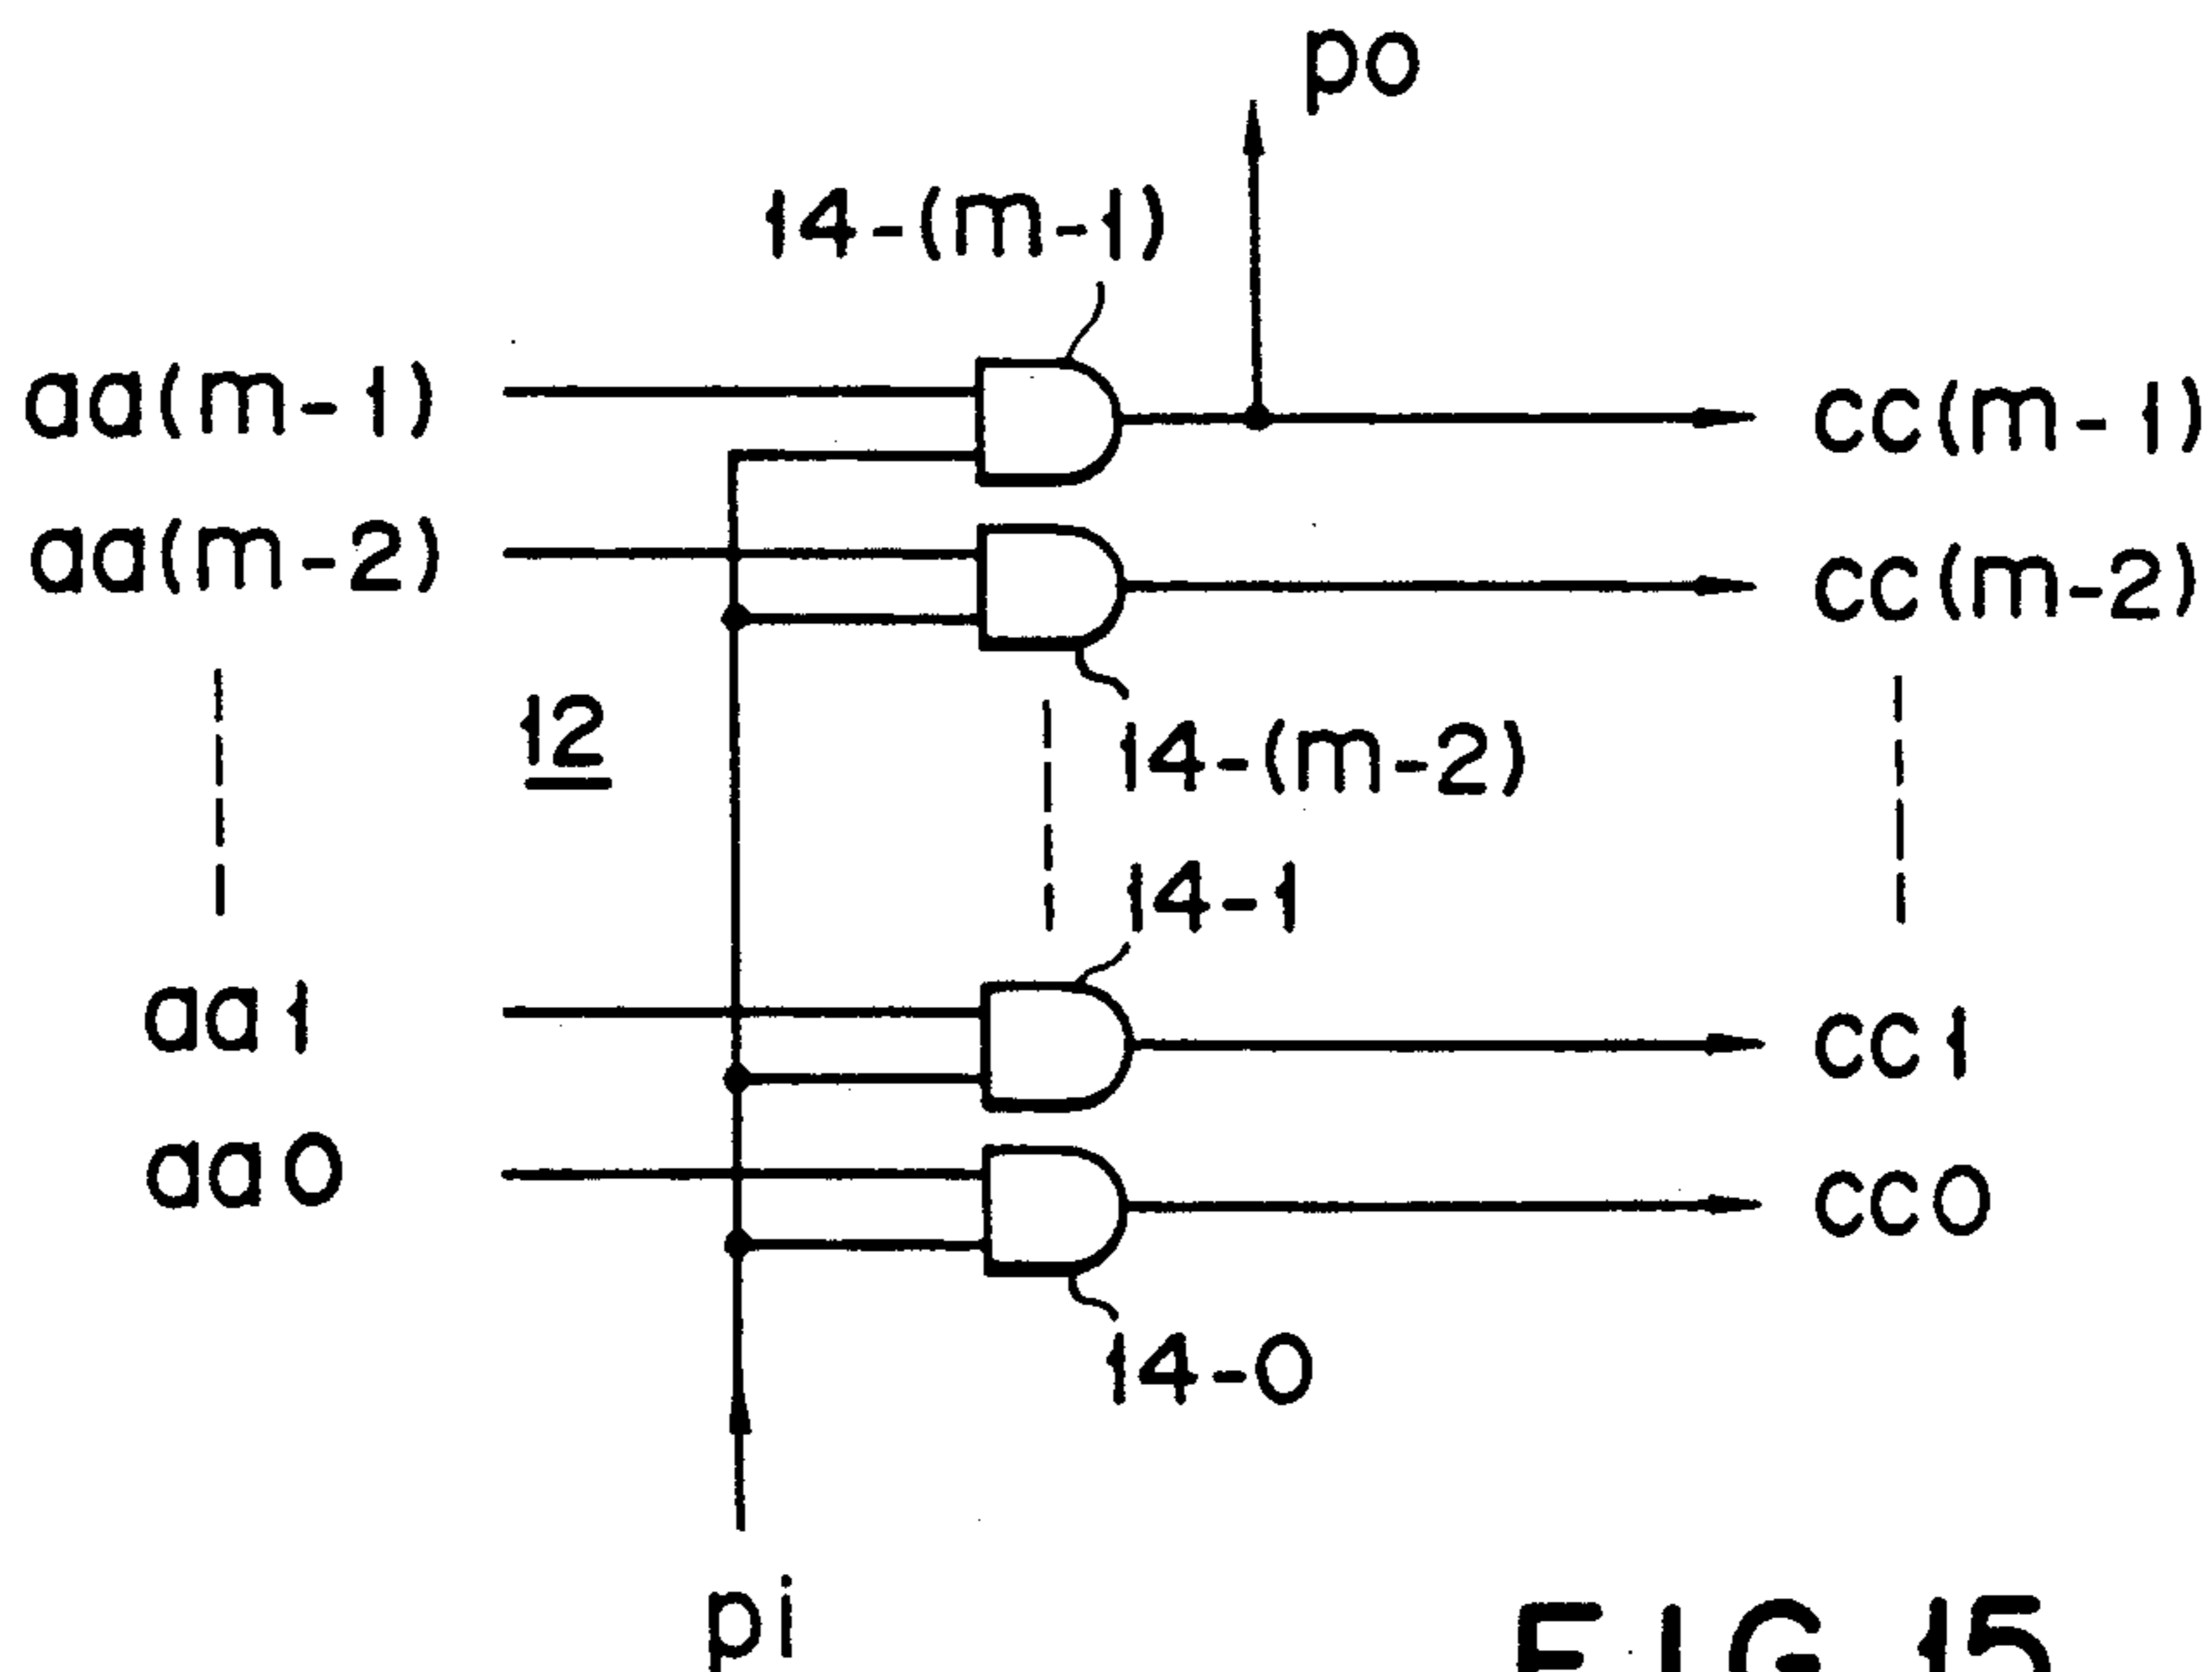 po
14-(m-1)
aa(m-1)
cc(m-1)
aa(m-2)
cc(m-2)
12
14-(m-2)
14-1
aa1
cc1
aa0
cc0
14-0
pi
FIG. 15